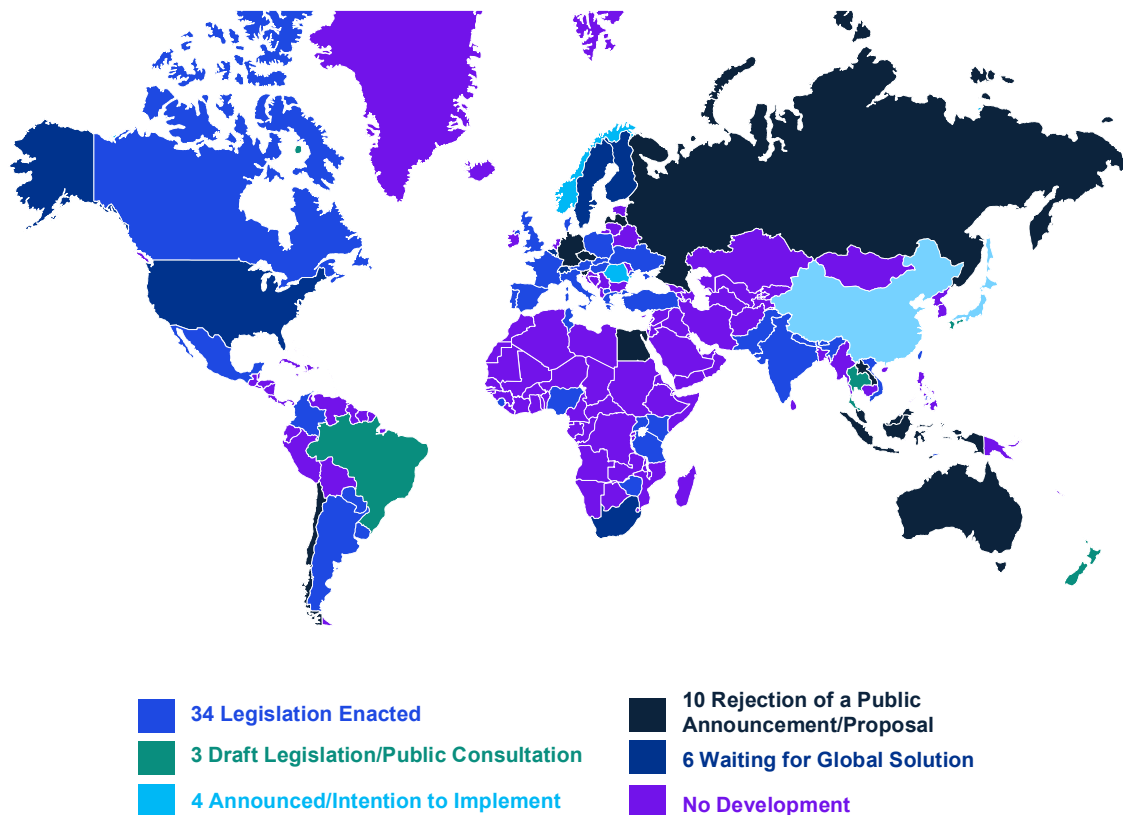 34 Legislation Enacted
3 Draft Legislation/Public Consultation
4 Announced/Intention to Implement
10 Rejection of a Public
Announcement/Proposal
6 Waiting for Global Solution
No Development